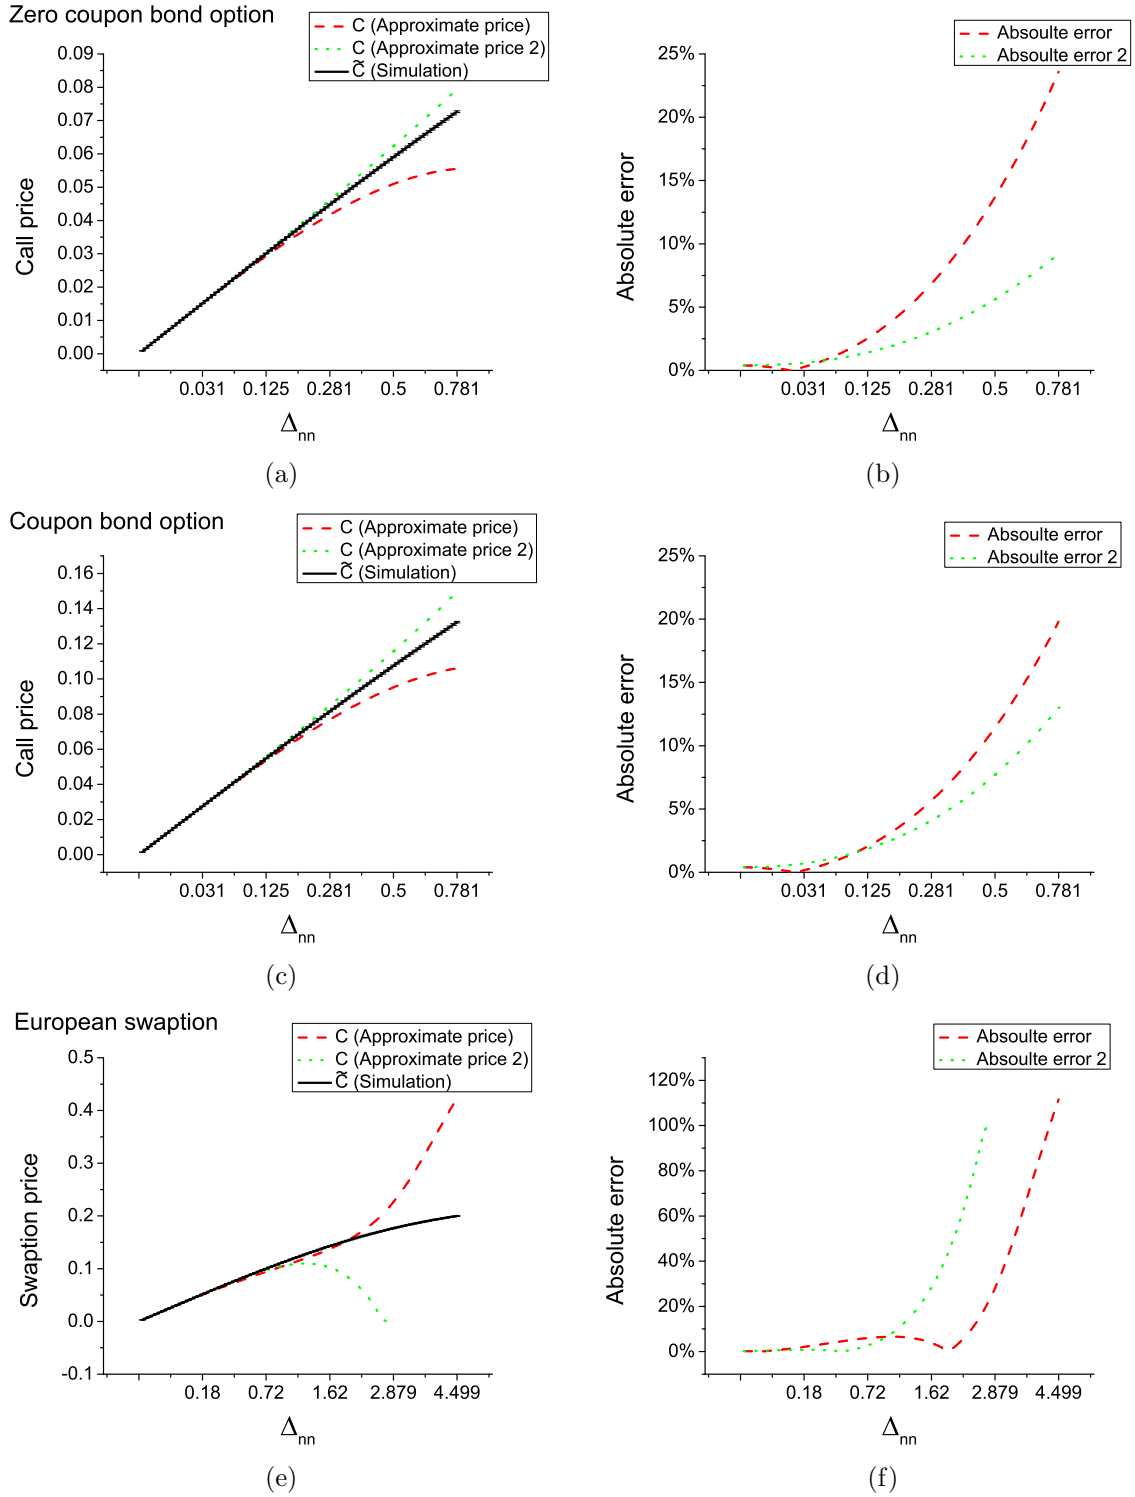 Zero coupon bond option
C (Approximate price)
C (Approximate price 2)
C̃ (Simulation)
0.09
0.08
0.07
0.06
0.05
0.04
0.03
0.02
0.01
0.00
Call price
0.031 0.125 0.281 0.5 0.781
Δnn
(a)
Absoulte error
Absoulte error 2
25%
20%
15%
10%
5%
0%
Absolute error
0.031 0.125 0.281 0.5 0.781
Δnn
(b)
Coupon bond option
C (Approximate price)
C (Approximate price 2)
C̃ (Simulation)
0.16
0.14
0.12
0.10
0.08
0.06
0.04
0.02
0.00
Call price
0.031 0.125 0.281 0.5 0.781
Δnn
(c)
Absoulte error
Absoulte error 2
25%
20%
15%
10%
5%
0%
Absolute error
0.031 0.125 0.281 0.5 0.781
Δnn
(d)
European swaption
C (Approximate price)
C (Approximate price 2)
C̃ (Simulation)
0.5
0.4
0.3
0.2
0.1
0.0
-0.1
Swaption price
0.18 0.72 1.62 2.879 4.499
Δnn
(e)
Absoulte error
Absoulte error 2
120%
100%
80%
60%
40%
20%
0%
Absolute error
0.18 0.72 1.62 2.879 4.499
Δnn
(f)